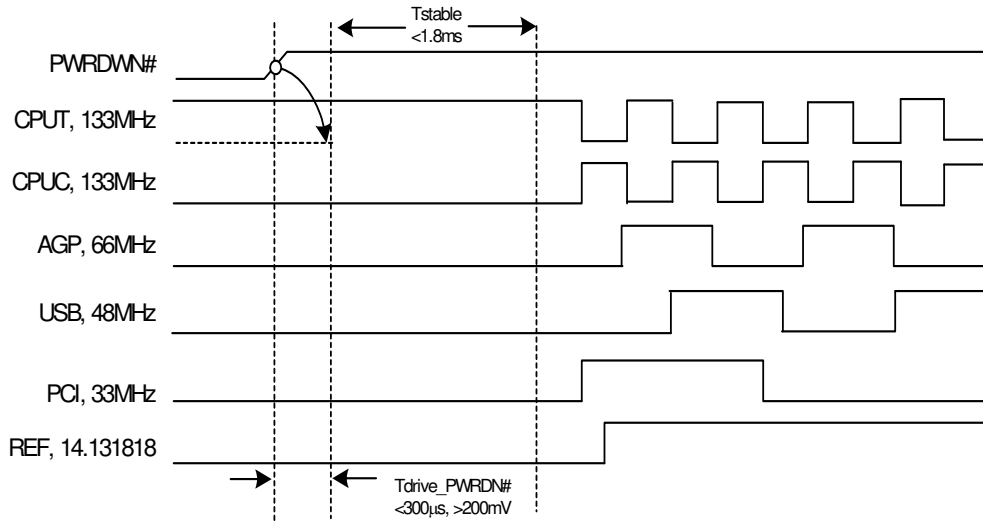 Tstable
<1.8ms
PWRDWN#
CPUT, 133MHz
CPUC, 133MHz
AGP, 66MHz
USB, 48MHz
PCI, 33MHz
REF, 14.131818
Tdrive_PWRDN#
<300µs, >200mV